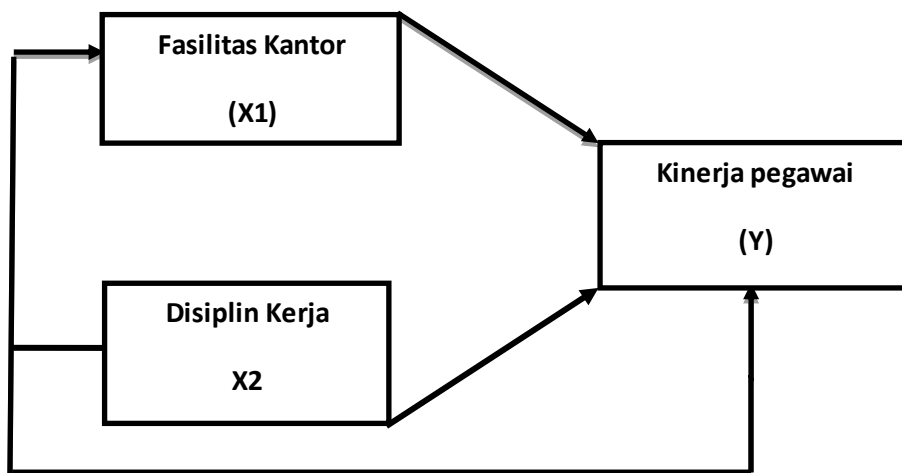 Fasilitas Kantor
(X1)
Kinerja pegawai
(Y)
Disiplin Kerja
X2